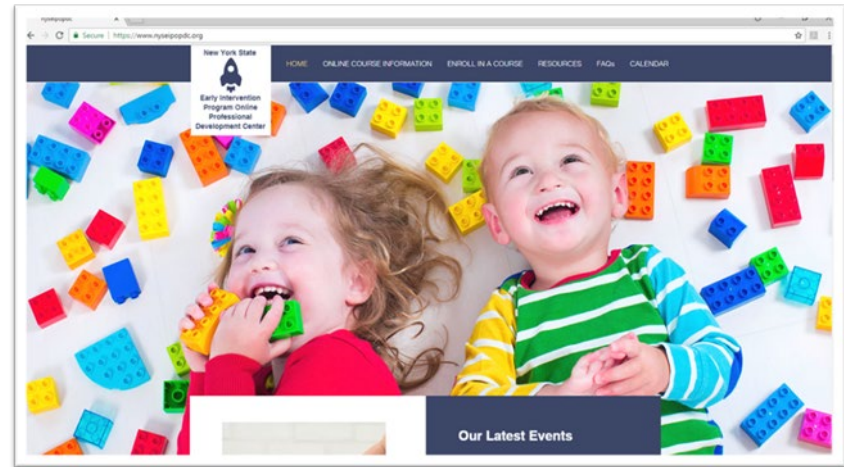 nyseipopdc
Secure | https://www.nyseipopdc.org
New York State
Early Intervention
Program Online
Professional
Development Center
HOME ONLINE COURSE INFORMATION ENROLL IN A COURSE RESOURCES FAQs CALENDAR
Our Latest Events